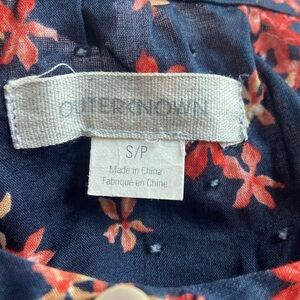 OUTERKNOWN
S/P
Made in China
Fabriqué en Chine